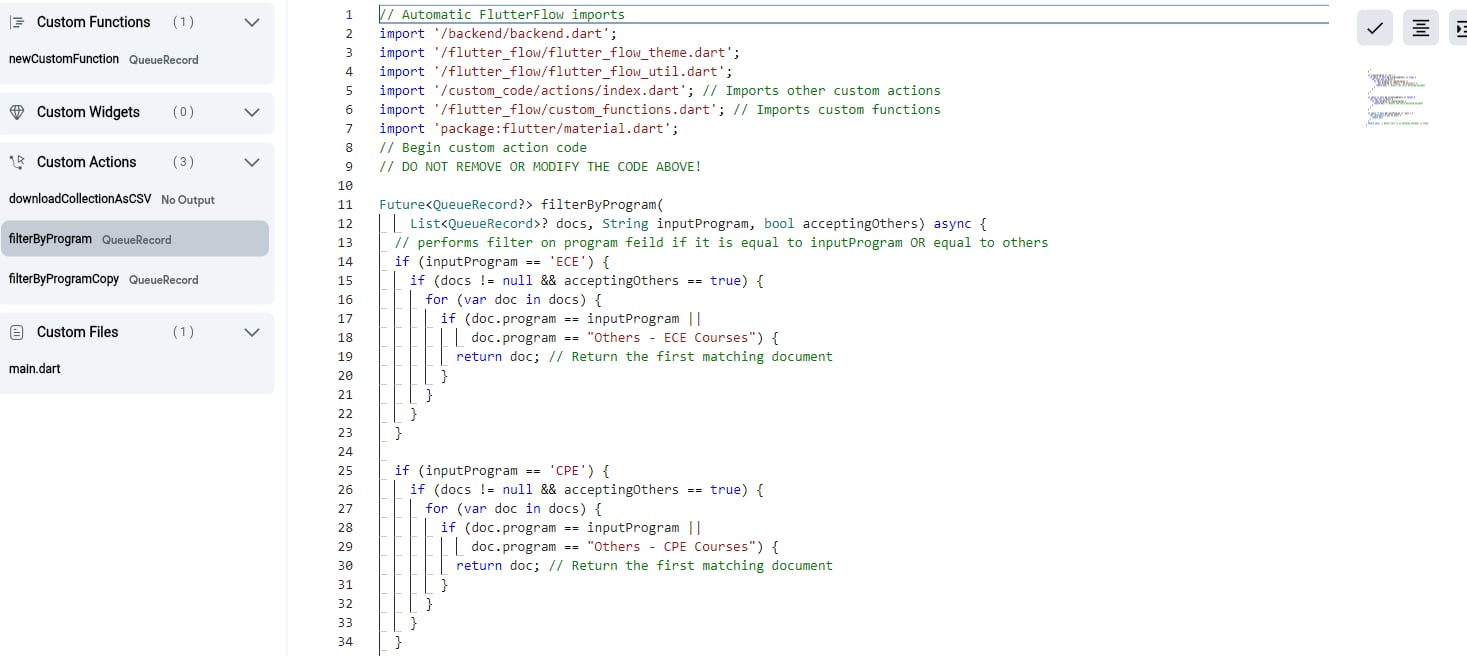 Custom Functions (1)
newCustomFunction QueueRecord
Custom Widgets (0)
Custom Actions (3)
downloadCollectionAsCSV No Output
filterByProgram QueueRecord
filterByProgramCopy QueueRecord
Custom Files (1)
main.dart
1 // Automatic FlutterFlow imports
2 import '/backend/backend.dart';
3 import '/flutter_flow/flutter_flow_theme.dart';
4 import '/flutter_flow/flutter_flow_util.dart';
5 import '/custom_code/actions/index.dart'; // Imports other custom actions
6 import '/flutter_flow/custom_functions.dart'; // Imports custom functions
7 import 'package:flutter/material.dart';
8 // Begin custom action code
9 // DO NOT REMOVE OR MODIFY THE CODE ABOVE!
10
11 Future<QueueRecord?> filterByProgram(
12 List<QueueRecord>? docs, String inputProgram, bool acceptingOthers) async {
13 // performs filter on program feild if it is equal to inputProgram OR equal to others
14 if (inputProgram == 'ECE') {
15 if (docs != null && acceptingOthers == true) {
16 for (var doc in docs) {
17 if (doc.program == inputProgram ||
18 doc.program == "Others - ECE Courses") {
19 return doc; // Return the first matching document
20 }
21 }
22 }
23 }
24
25 if (inputProgram == 'CPE') {
26 if (docs != null && acceptingOthers == true) {
27 for (var doc in docs) {
28 if (doc.program == inputProgram ||
29 doc.program == "Others - CPE Courses") {
30 return doc; // Return the first matching document
31 }
32 }
33 }
34 }